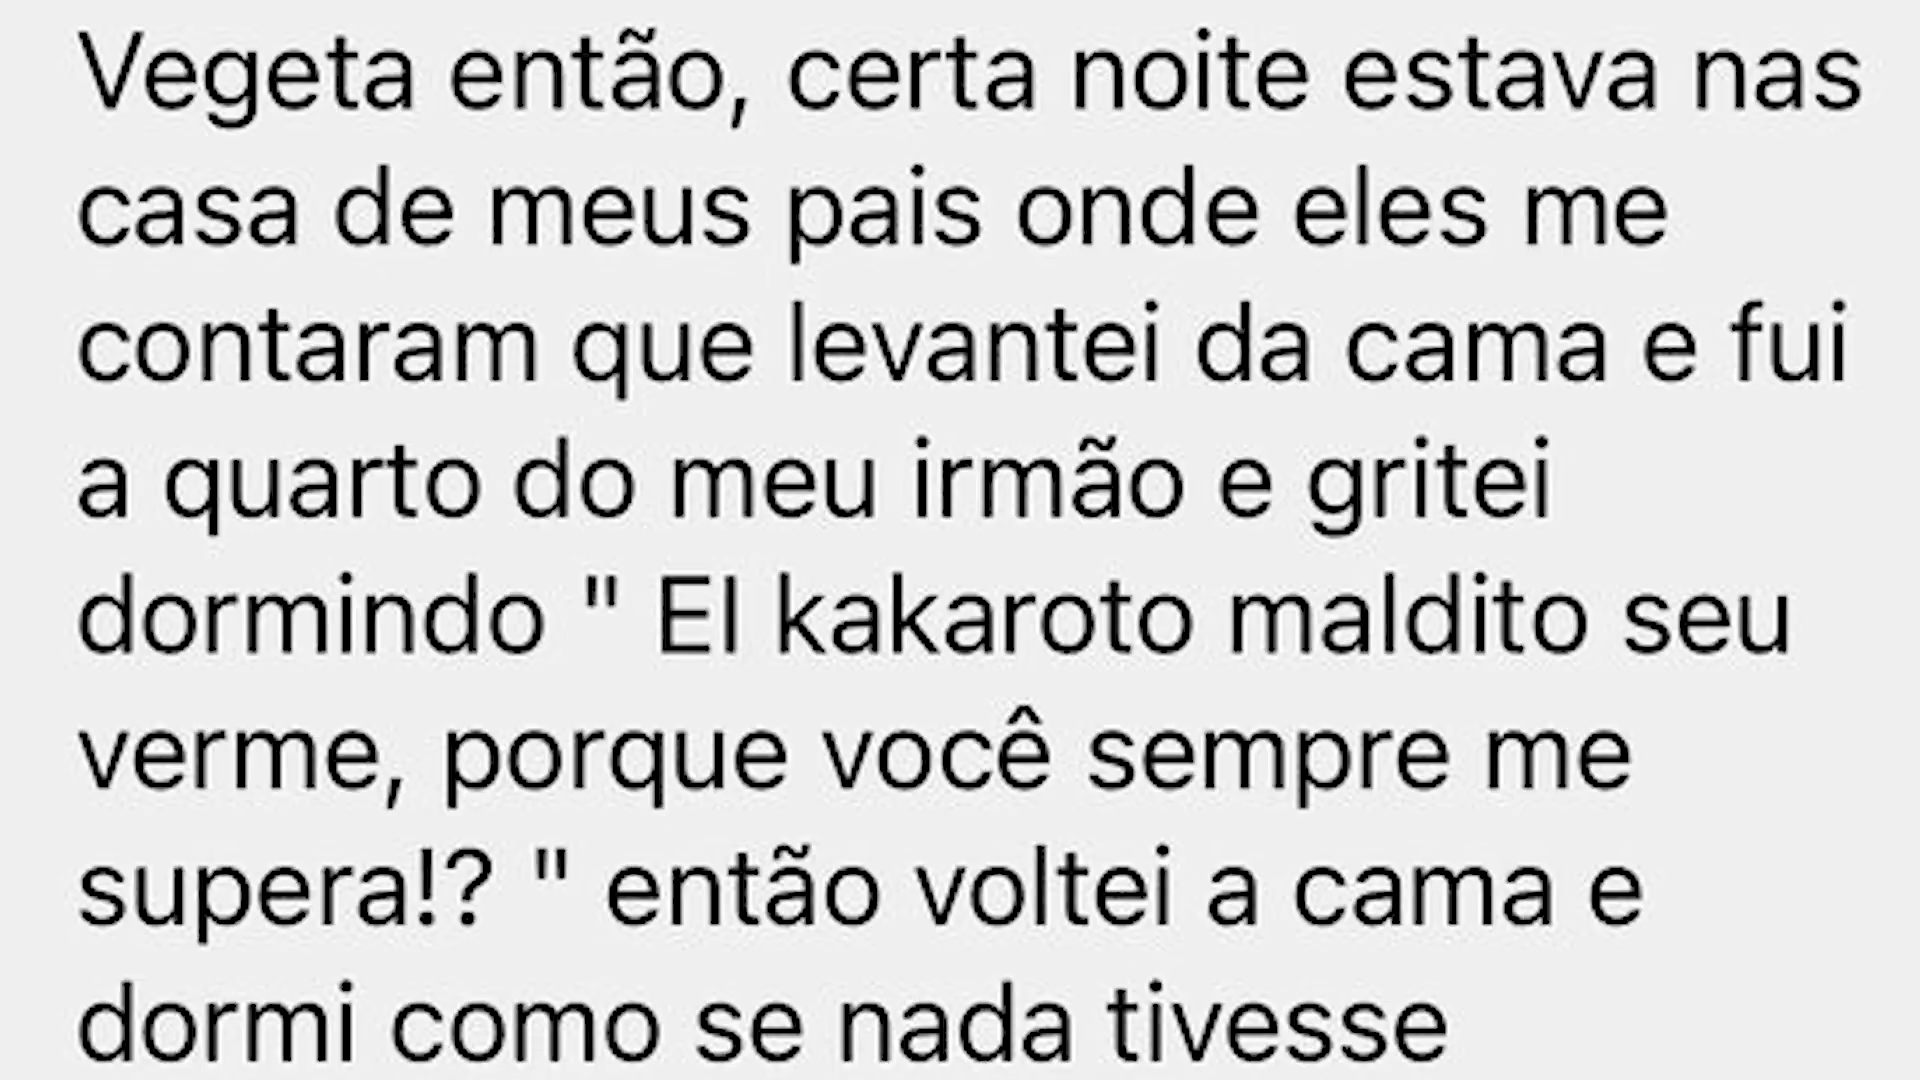 Vegeta então, certa noite estava nas
casa de meus pais onde eles me
contaram que levantei da cama e fui
a quarto do meu irmão e gritei
dormindo " EI kakaroto maldito seu
verme, porque você sempre me
supera!? " então voltei a cama e
dormi como se nada tivesse